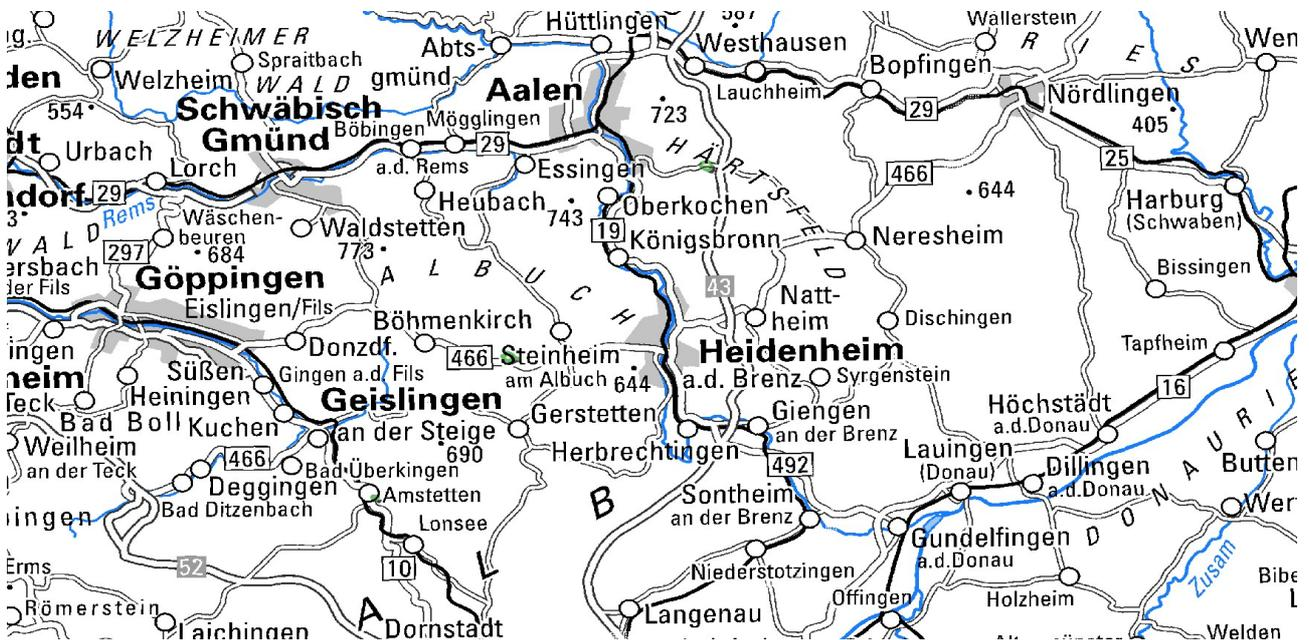 Hüttlingen
587
Wallerstein
WELZHEIMER
Abts-
gmünd
Westhausen
RIES
Wem
Spraitbach
WALD
Bopfingen
den
Welzheim
Aalen
Lauchheim
Nördlingen
554
Schwäbisch
Gmünd
723
29
405
dt
Urbach
Böbingen
a.d. Rems
Mögglingen
29
HÄRTSFELD
25
Lorch
Essingen
466
644
ndorf
29
Rems
Heubach
743
Oberkochen
Harburg
(Schwaben)
WALD
Wäschen-
beuren
Waldstetten
19
Königsbronn
Neresheim
297
684
773
ersbach
der Fils
Göppingen
ALBUCH
43
Bissingen
Eislingen/Fils
Natt-
heim
Böhmenkirch
Dischingen
ingen
Donzdf.
466
Steinheim
am Albuch
Heidenheim
a.d. Brenz
Tapfheim
heim
Teck
Süßen
Gingen a.d. Fils
644
Syrgenstein
16
Heiningen
Geislingen
an der Steige
Höchstädt
a.d.Donau
Bad Boll
Kuchen
Gerstetten
Giengen
an der Brenz
Weilheim
an der Teck
690
Herbrechtingen
Lauingen
(Donau)
466
Bad Überkingen
492
Dillingen
a.d.Donau
Butten
Deggingen
Amstetten
Sontheim
an der Brenz
DONAURIE
Bad Ditzenbach
Wert
ingen
Lonsee
Gundelfingen
a.d.Donau
52
10
ALB
Niederstotzingen
Zusam
Erms
Offingen
Holzheim
Bibe
Römerstein
Langenau
Laichingen
Dornstadt
Welden